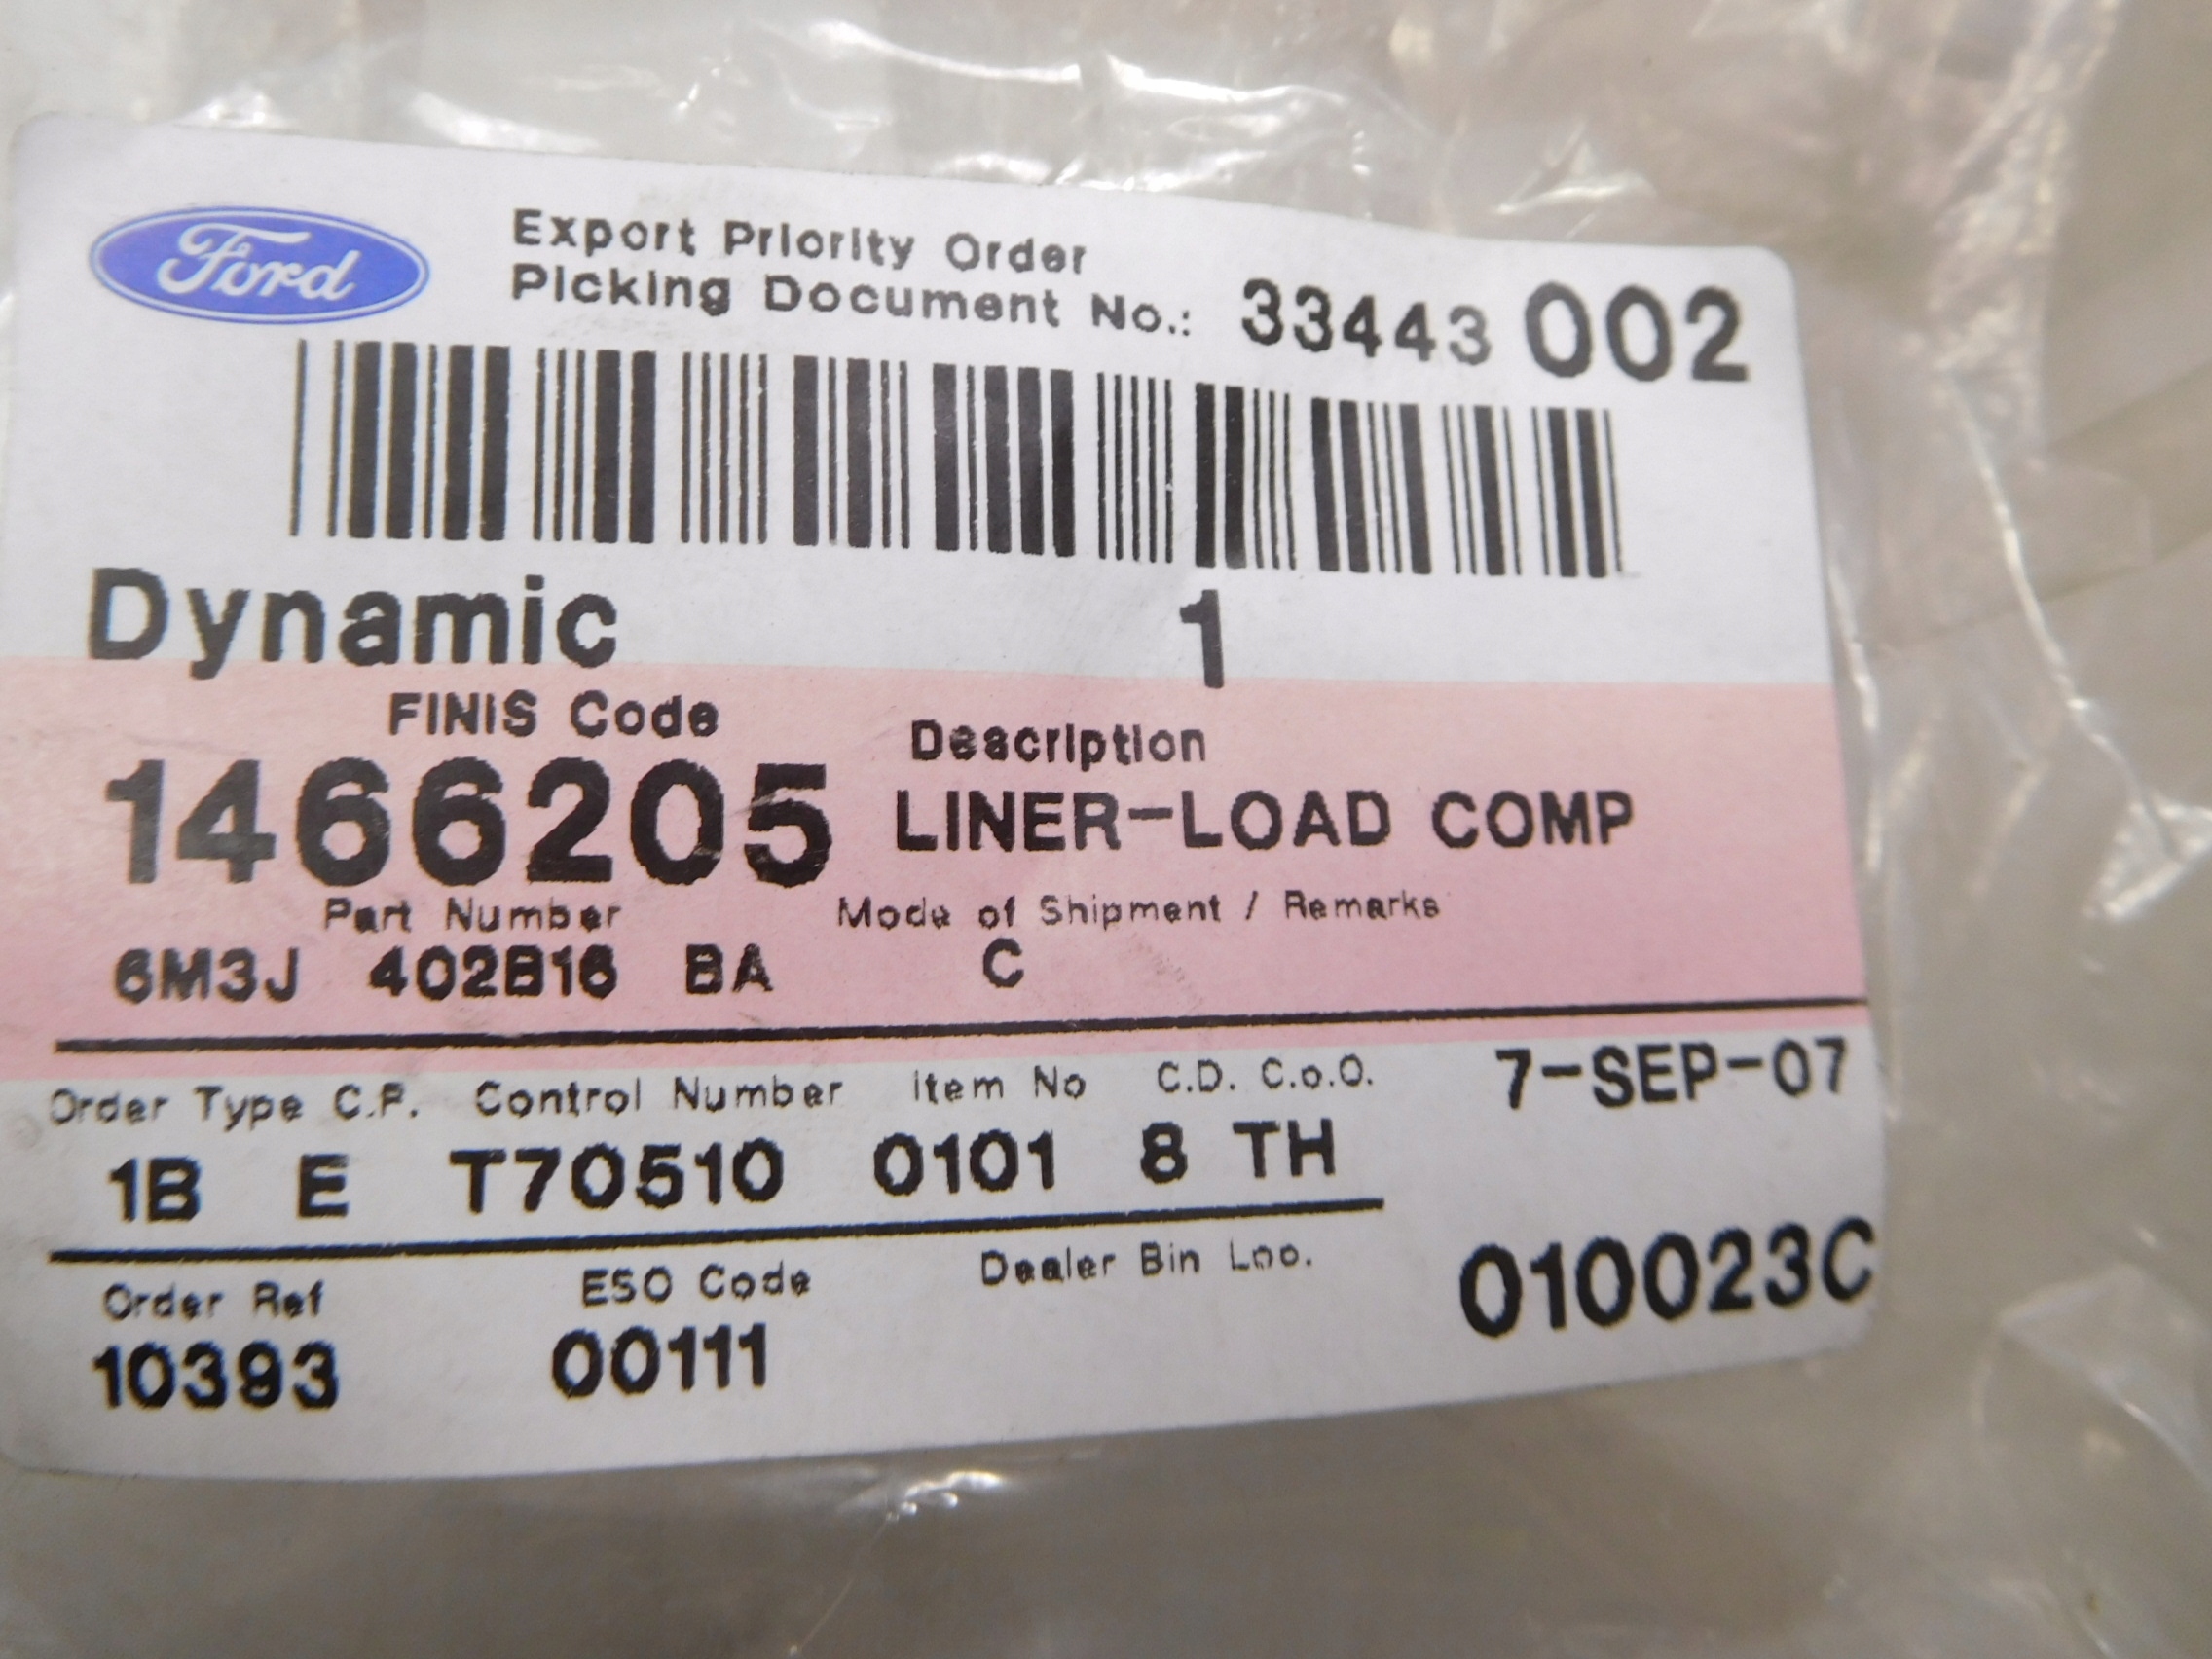 Ford
Export Priority Order
Picking Document No.: 33443 002
Dynamic 1
FINIS Code Description
1466205 LINER-LOAD COMP
Part Number Mode of Shipment / Remarks
6M3J 402B16 BA C
Order Type C.P. Control Number Item No C.D. C.o.O. 7-SEP-07
1B E T70510 0101 8 TH
Order Ref ESO Code Dealer Bin Loc. 010023C
10393 00111